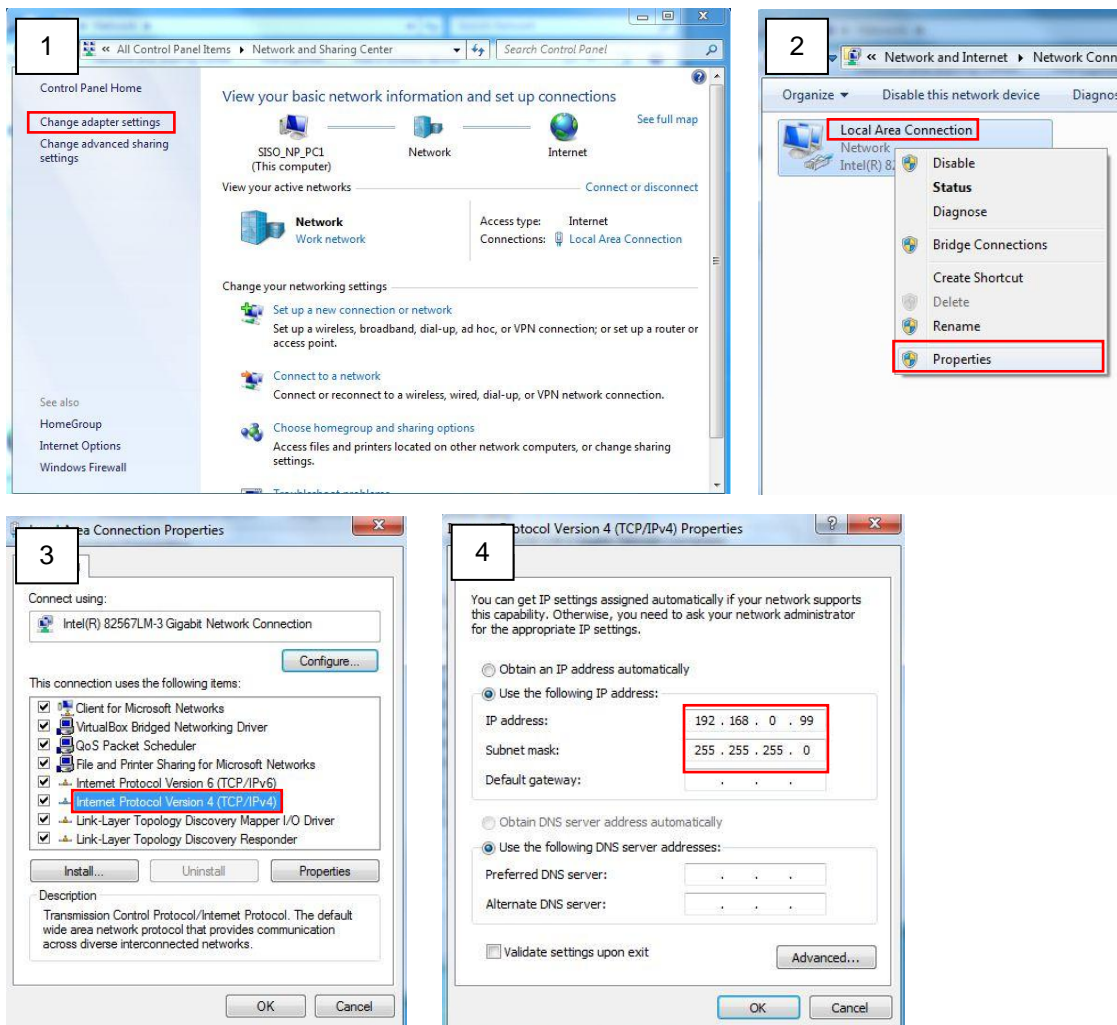 1
« All Control Panel Items ▸ Network and Sharing Center
Search Control Panel
Control Panel Home
Change adapter settings
Change advanced sharing
settings
See also
HomeGroup
Internet Options
Windows Firewall
View your basic network information and set up connections
See full map
SISO_NP_PC1
(This computer)
Network
Internet
View your active networks
Connect or disconnect
Network
Work network
Access type: Internet
Connections: Local Area Connection
Change your networking settings
Set up a new connection or network
Set up a wireless, broadband, dial-up, ad hoc, or VPN connection; or set up a router or
access point.
Connect to a network
Connect or reconnect to a wireless, wired, dial-up, or VPN network connection.
Choose homegroup and sharing options
Access files and printers located on other network computers, or change sharing
settings.
2
« Network and Internet ▸ Network Conn
Organize
Disable this network device
Diagnos
Local Area Connection
Network
Intel(R) 82
Disable
Status
Diagnose
Bridge Connections
Create Shortcut
Delete
Rename
Properties
3
ea Connection Properties
Connect using:
Intel(R) 82567LM-3 Gigabit Network Connection
Configure...
This connection uses the following items:
Client for Microsoft Networks
VirtualBox Bridged Networking Driver
QoS Packet Scheduler
File and Printer Sharing for Microsoft Networks
Internet Protocol Version 6 (TCP/IPv6)
Internet Protocol Version 4 (TCP/IPv4)
Link-Layer Topology Discovery Mapper I/O Driver
Link-Layer Topology Discovery Responder
Install...
Uninstall
Properties
Description
Transmission Control Protocol/Internet Protocol. The default
wide area network protocol that provides communication
across diverse interconnected networks.
OK
Cancel
4
otocol Version 4 (TCP/IPv4) Properties
You can get IP settings assigned automatically if your network supports
this capability. Otherwise, you need to ask your network administrator
for the appropriate IP settings.
Obtain an IP address automatically
Use the following IP address:
IP address: 192 . 168 . 0 . 99
Subnet mask: 255 . 255 . 255 . 0
Default gateway: . . .
Obtain DNS server address automatically
Use the following DNS server addresses:
Preferred DNS server: . . .
Alternate DNS server: . . .
Validate settings upon exit
Advanced...
OK
Cancel